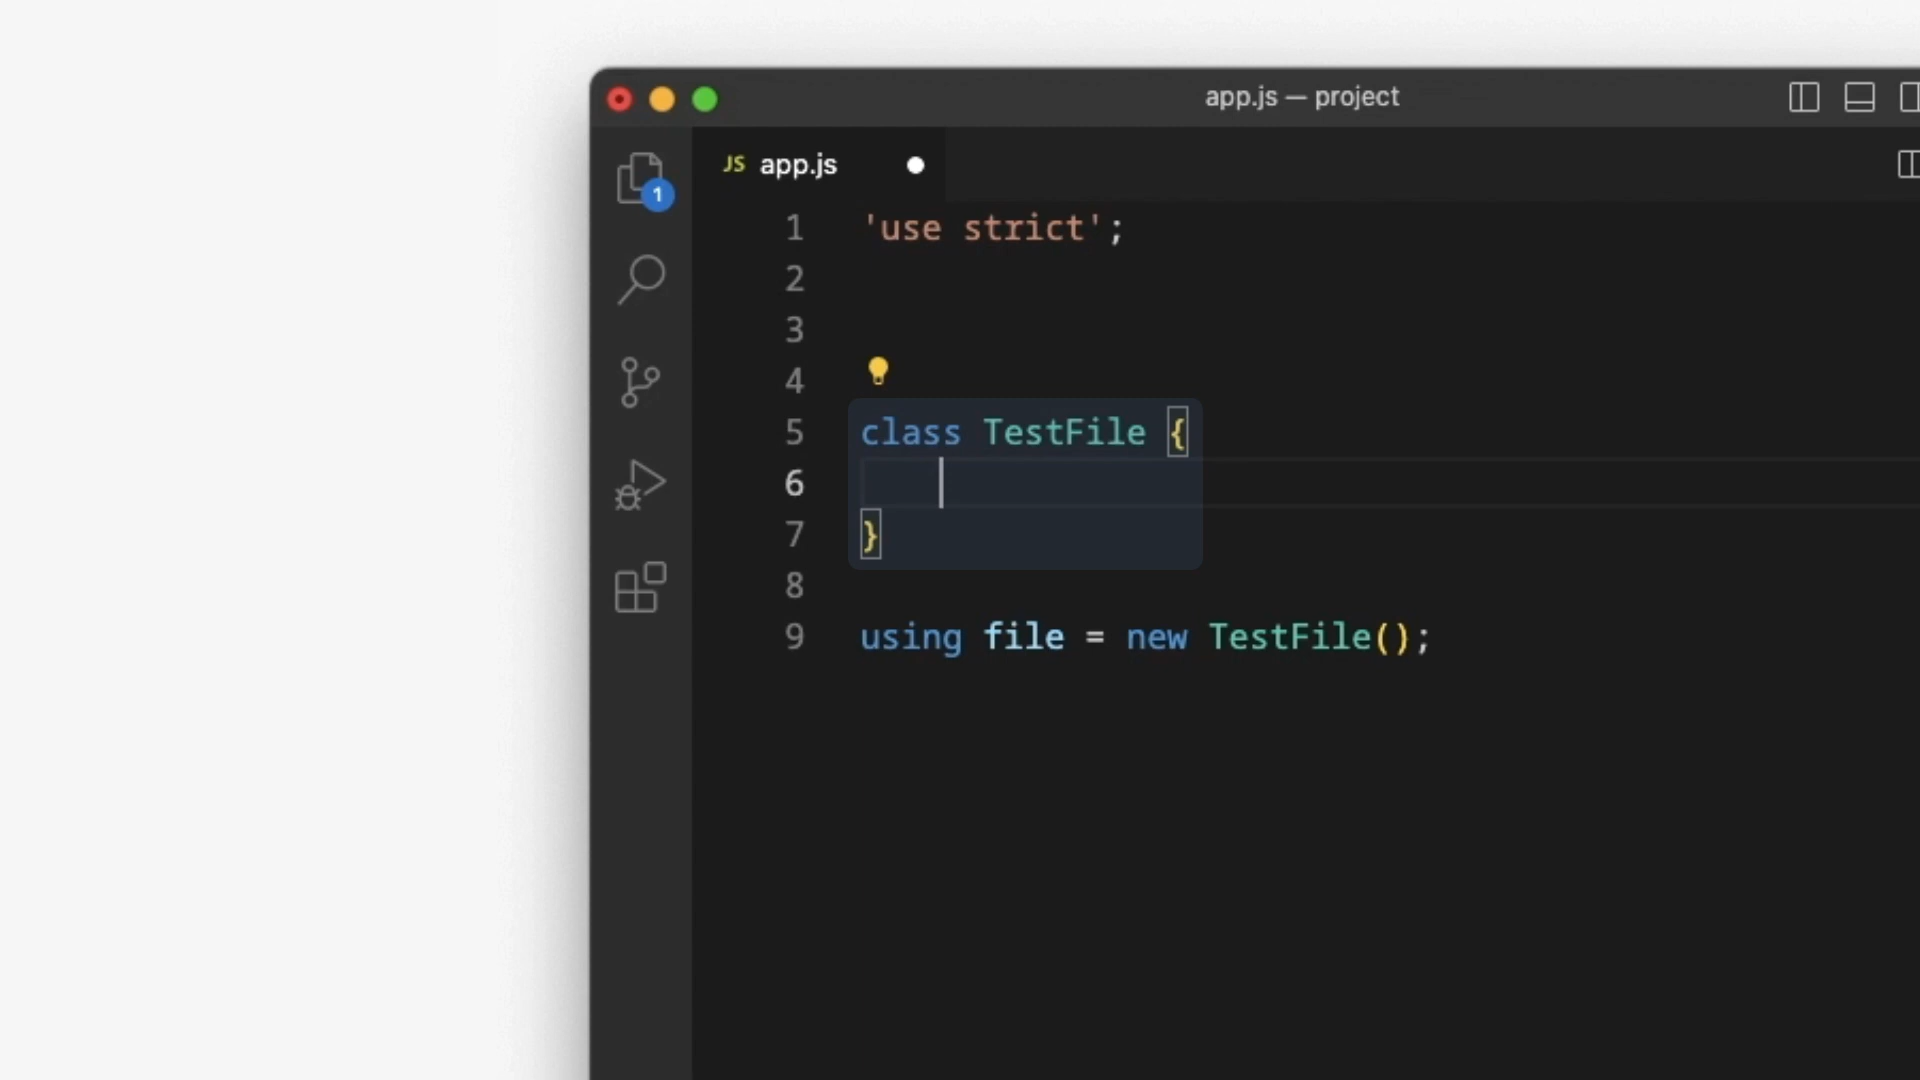 app.js — project
JS app.js
1
1 'use strict';
2
3
4
5 class TestFile {
6
7 }
8
9 using file = new TestFile();